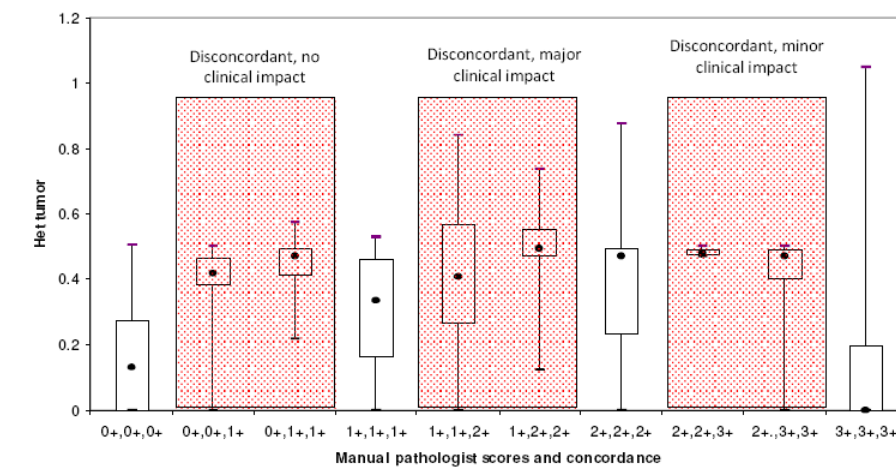 1.2
1
0.8
0.6
0.4
0.2
0
Het tumor
Disconcordant, no
clinical impact
Disconcordant, major
clinical impact
Disconcordant, minor
clinical impact
0+,0+,0+ 0+,0+,1+ 0+,1+,1+ 1+,1+,1+ 1+,1+,2+ 1+,2+,2+ 2+,2+,2+ 2+,2+,3+ 2+.,3+,3+ 3+,3+,3+
Manual pathologist scores and concordance